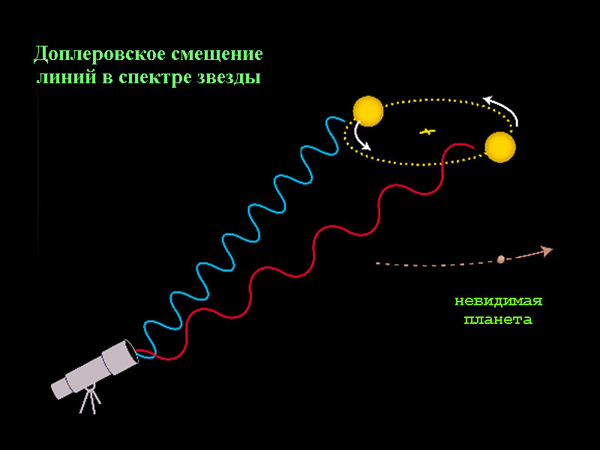 Доплеровское смещение
линий в спектре звезды
невидимая
планета